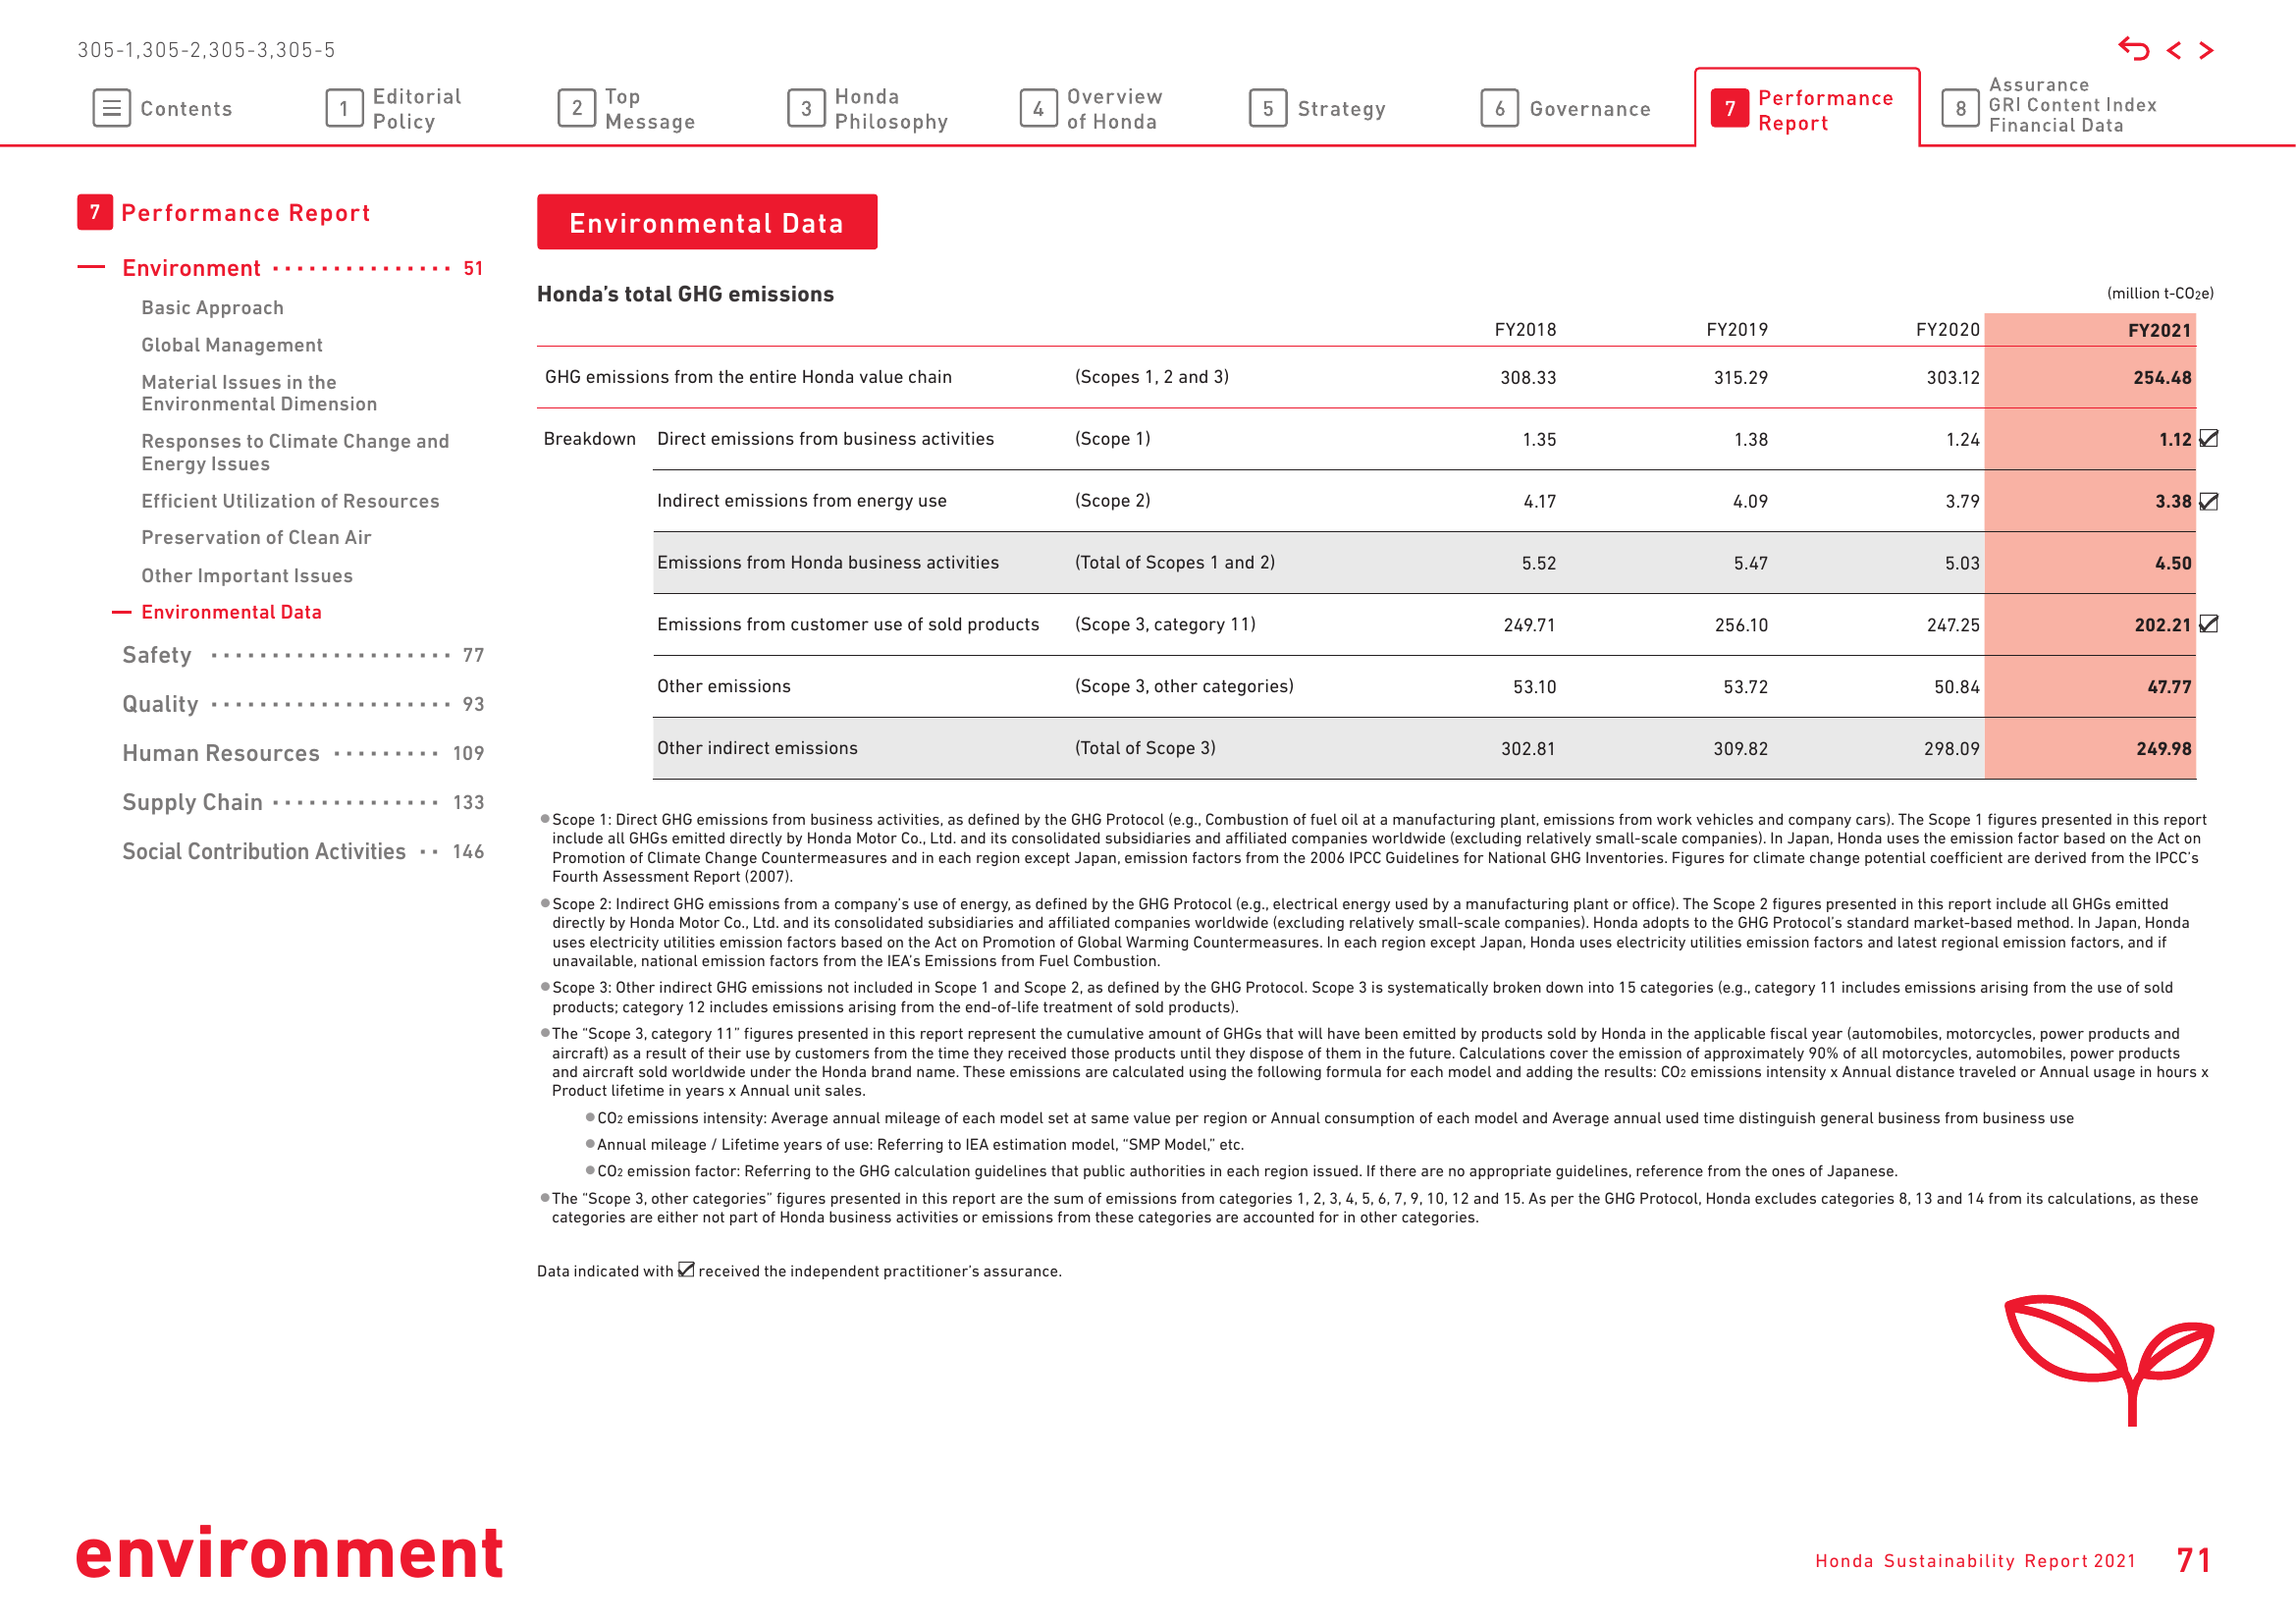 305-1,305-2,305-3,305-5
Contents
1 Editorial
Policy
2 Top
Message
3 Honda
Philosophy
4 Overview
of Honda
5 Strategy
6 Governance
7 Performance
Report
8 Assurance
GRI Content Index
Financial Data
7 Performance Report
Environment 51
Basic Approach
Global Management
Material Issues in the
Environmental Dimension
Responses to Climate Change and
Energy Issues
Efficient Utilization of Resources
Preservation of Clean Air
Other Important Issues
Environmental Data
Safety 77
Quality 93
Human Resources 109
Supply Chain 133
Social Contribution Activities 146
Environmental Data
Honda’s total GHG emissions (million t-CO2e)
FY2018 FY2019 FY2020 FY2021
GHG emissions from the entire Honda value chain (Scopes 1, 2 and 3) 308.33 315.29 303.12 254.48
Breakdown Direct emissions from business activities (Scope 1) 1.35 1.38 1.24 1.12
Indirect emissions from energy use (Scope 2) 4.17 4.09 3.79 3.38
Emissions from Honda business activities (Total of Scopes 1 and 2) 5.52 5.47 5.03 4.50
Emissions from customer use of sold products (Scope 3, category 11) 249.71 256.10 247.25 202.21
Other emissions (Scope 3, other categories) 53.10 53.72 50.84 47.77
Other indirect emissions (Total of Scope 3) 302.81 309.82 298.09 249.98
Scope 1: Direct GHG emissions from business activities, as defined by the GHG Protocol (e.g., Combustion of fuel oil at a manufacturing plant, emissions from work vehicles and company cars). The Scope 1 figures presented in this report
include all GHGs emitted directly by Honda Motor Co., Ltd. and its consolidated subsidiaries and affiliated companies worldwide (excluding relatively small-scale companies). In Japan, Honda uses the emission factor based on the Act on
Promotion of Climate Change Countermeasures and in each region except Japan, emission factors from the 2006 IPCC Guidelines for National GHG Inventories. Figures for climate change potential coefficient are derived from the IPCC’s
Fourth Assessment Report (2007).
Scope 2: Indirect GHG emissions from a company’s use of energy, as defined by the GHG Protocol (e.g., electrical energy used by a manufacturing plant or office). The Scope 2 figures presented in this report include all GHGs emitted
directly by Honda Motor Co., Ltd. and its consolidated subsidiaries and affiliated companies worldwide (excluding relatively small-scale companies). Honda adopts to the GHG Protocol’s standard market-based method. In Japan, Honda
uses electricity utilities emission factors based on the Act on Promotion of Global Warming Countermeasures. In each region except Japan, Honda uses electricity utilities emission factors and latest regional emission factors, and if
unavailable, national emission factors from the IEA’s Emissions from Fuel Combustion.
Scope 3: Other indirect GHG emissions not included in Scope 1 and Scope 2, as defined by the GHG Protocol. Scope 3 is systematically broken down into 15 categories (e.g., category 11 includes emissions arising from the use of sold
products; category 12 includes emissions arising from the end-of-life treatment of sold products).
The “Scope 3, category 11” figures presented in this report represent the cumulative amount of GHGs that will have been emitted by products sold by Honda in the applicable fiscal year (automobiles, motorcycles, power products and
aircraft) as a result of their use by customers from the time they received those products until they dispose of them in the future. Calculations cover the emission of approximately 90% of all motorcycles, automobiles, power products
and aircraft sold worldwide under the Honda brand name. These emissions are calculated using the following formula for each model and adding the results: CO2 emissions intensity x Annual distance traveled or Annual usage in hours x
Product lifetime in years x Annual unit sales.
CO2 emissions intensity: Average annual mileage of each model set at same value per region or Annual consumption of each model and Average annual used time distinguish general business from business use
Annual mileage / Lifetime years of use: Referring to IEA estimation model, “SMP Model,” etc.
CO2 emission factor: Referring to the GHG calculation guidelines that public authorities in each region issued. If there are no appropriate guidelines, reference from the ones of Japanese.
The “Scope 3, other categories” figures presented in this report are the sum of emissions from categories 1, 2, 3, 4, 5, 6, 7, 9, 10, 12 and 15. As per the GHG Protocol, Honda excludes categories 8, 13 and 14 from its calculations, as these
categories are either not part of Honda business activities or emissions from these categories are accounted for in other categories.
Data indicated with ☑ received the independent practitioner’s assurance.
environment
Honda Sustainability Report 2021 71